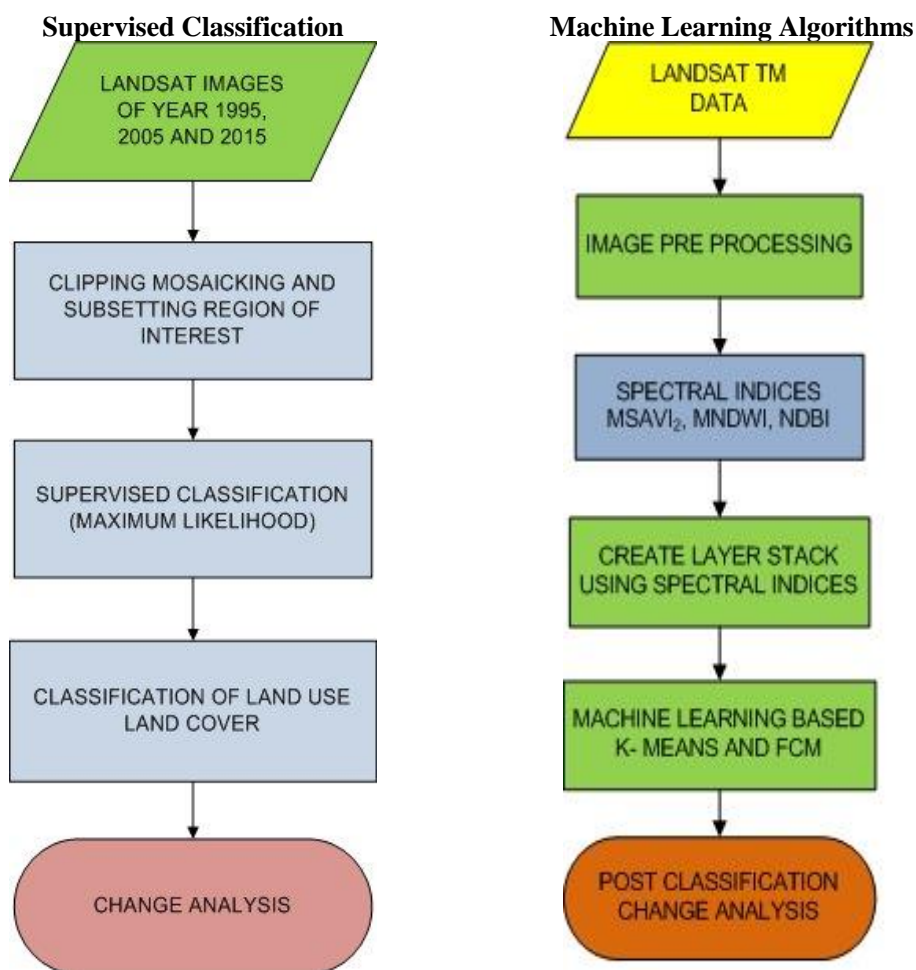 Supervised Classification
LANDSAT IMAGES
OF YEAR 1995,
2005 AND 2015
CLIPPING MOSAICKING AND
SUBSETTING REGION OF
INTEREST
SUPERVISED CLASSIFICATION
(MAXIMUM LIKELIHOOD)
CLASSIFICATION OF LAND USE
LAND COVER
CHANGE ANALYSIS
Machine Learning Algorithms
LANDSAT TM
DATA
IMAGE PRE PROCESSING
SPECTRAL INDICES
MSAVI₂, MNDWI, NDBI
CREATE LAYER STACK
USING SPECTRAL INDICES
MACHINE LEARNING BASED
K- MEANS AND FCM
POST CLASSIFICATION
CHANGE ANALYSIS